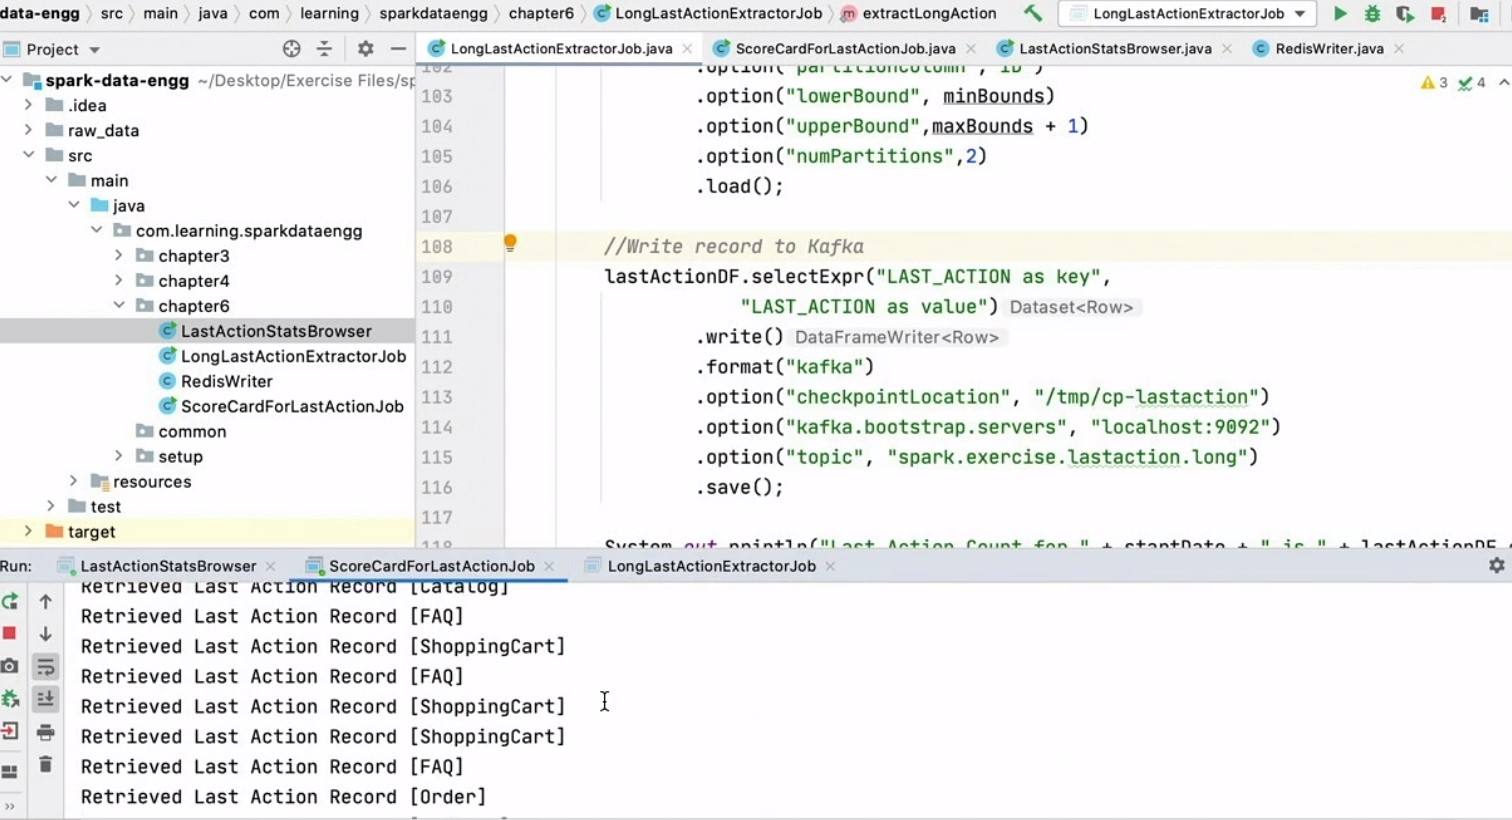 data-engg src main java com learning sparkdataengg chapter6 LongLastActionExtractorJob extractLongAction LongLastActionExtractorJob
Project LongLastActionExtractorJob.java ScoreCardForLastActionJob.java LastActionStatsBrowser.java RedisWriter.java
spark-data-engg ~/Desktop/Exercise Files/sp
.idea
raw_data
src
main
java
com.learning.sparkdataengg
chapter3
chapter4
chapter6
LastActionStatsBrowser
LongLastActionExtractorJob
RedisWriter
ScoreCardForLastActionJob
common
setup
resources
test
target
3 4
102 .option("partitionColumn", "ID")
103 .option("lowerBound", minBounds)
104 .option("upperBound",maxBounds + 1)
105 .option("numPartitions",2)
106 .load();
107
108 //Write record to Kafka
109 lastActionDF.selectExpr("LAST_ACTION as key",
110 "LAST_ACTION as value") Dataset<Row>
111 .write() DataFrameWriter<Row>
112 .format("kafka")
113 .option("checkpointLocation", "/tmp/cp-lastaction")
114 .option("kafka.bootstrap.servers", "localhost:9092")
115 .option("topic", "spark.exercise.lastaction.long")
116 .save();
117
118 System.out.println("Last Action Count for " + startDate + " is " + lastActionDF
Run: LastActionStatsBrowser ScoreCardForLastActionJob LongLastActionExtractorJob
Retrieved Last Action Record [Catalog]
Retrieved Last Action Record [FAQ]
Retrieved Last Action Record [ShoppingCart]
Retrieved Last Action Record [FAQ]
Retrieved Last Action Record [ShoppingCart]
Retrieved Last Action Record [ShoppingCart]
Retrieved Last Action Record [FAQ]
Retrieved Last Action Record [Order]